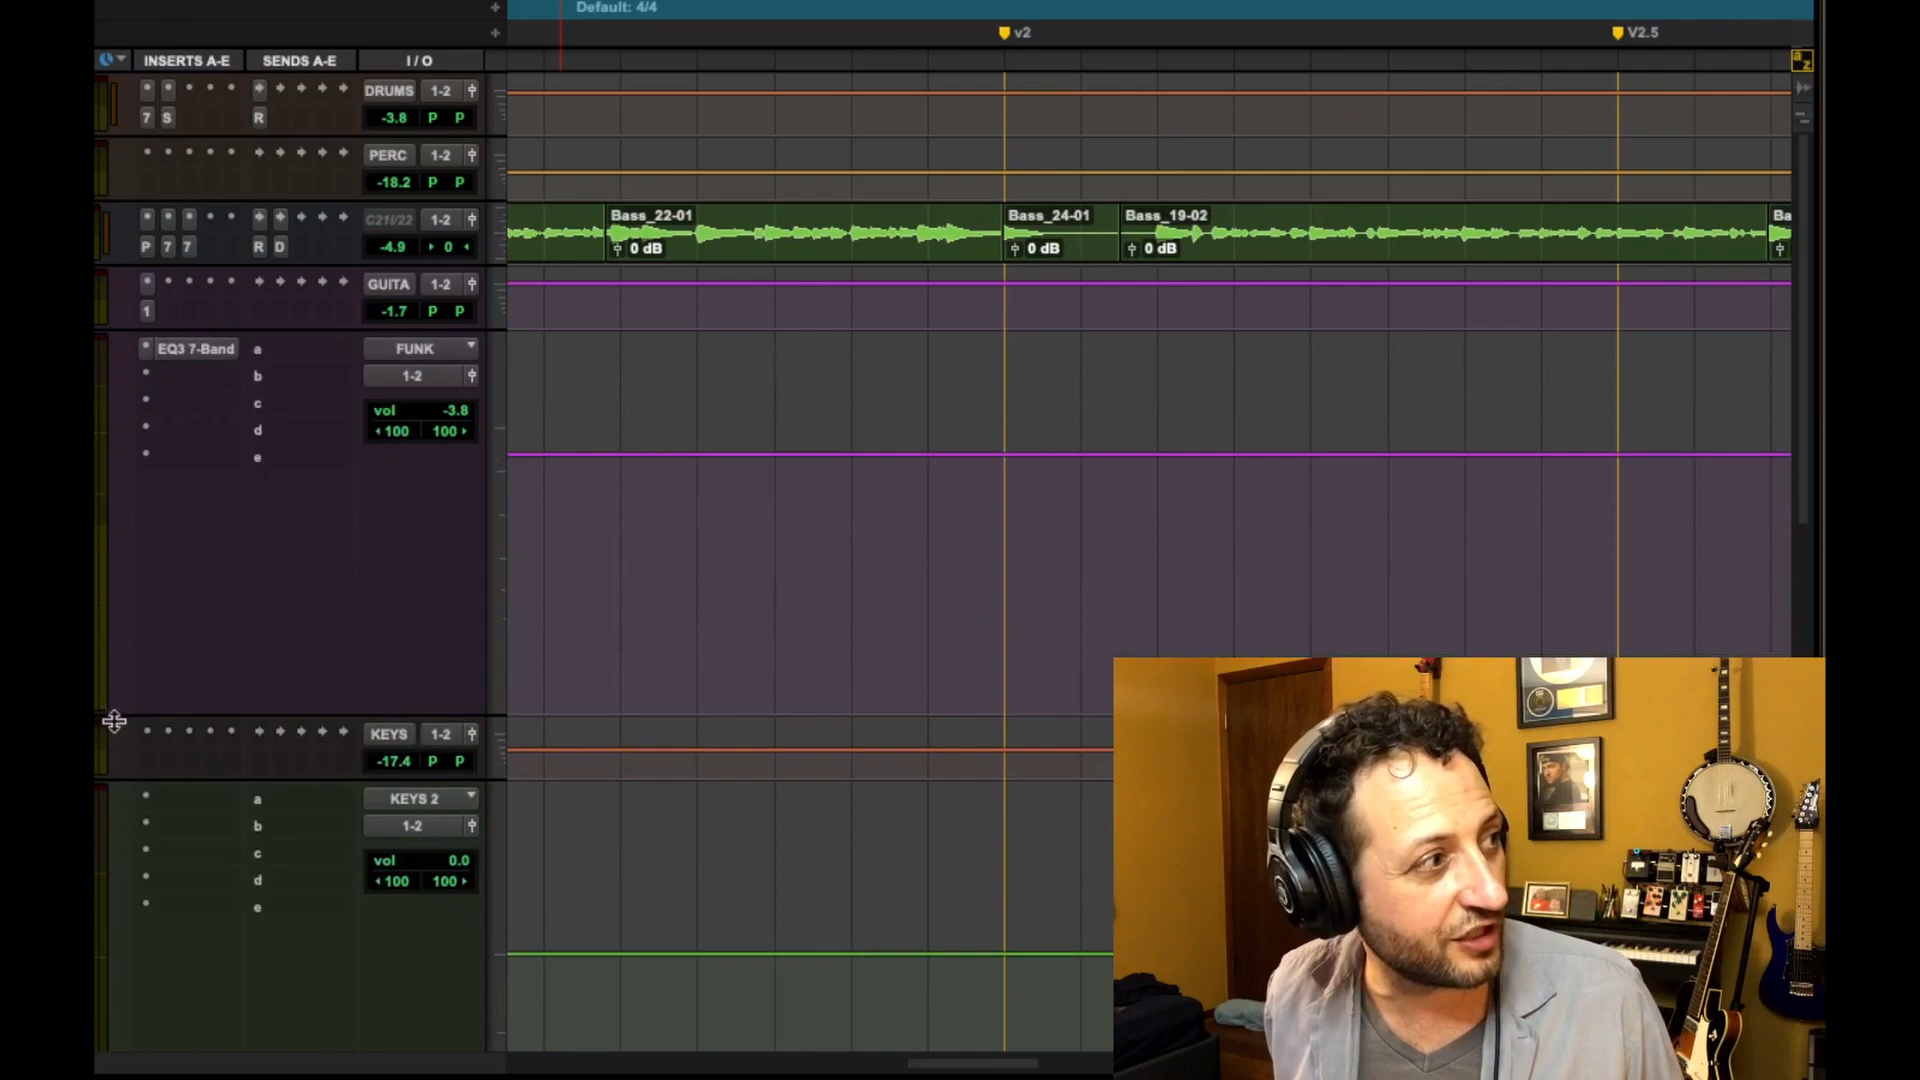 Default: 4/4
v2
V2.5
INSERTS A-E
SENDS A-E
I / O
a
z
DRUMS 1-2
7 S R -3.8 P P
PERC 1-2
-18.2 P P
C21I/22 1-2
P 7 7 R D -4.9 0
Bass_22-01
0 dB
Bass_24-01
0 dB
Bass_19-02
0 dB
Ba
GUITA 1-2
1 -1.7 P P
EQ3 7-Band a FUNK
b 1-2
c vol -3.8
d 100 100
e
KEYS 1-2
-17.4 P P
a KEYS 2
b 1-2
c vol 0.0
d 100 100
e